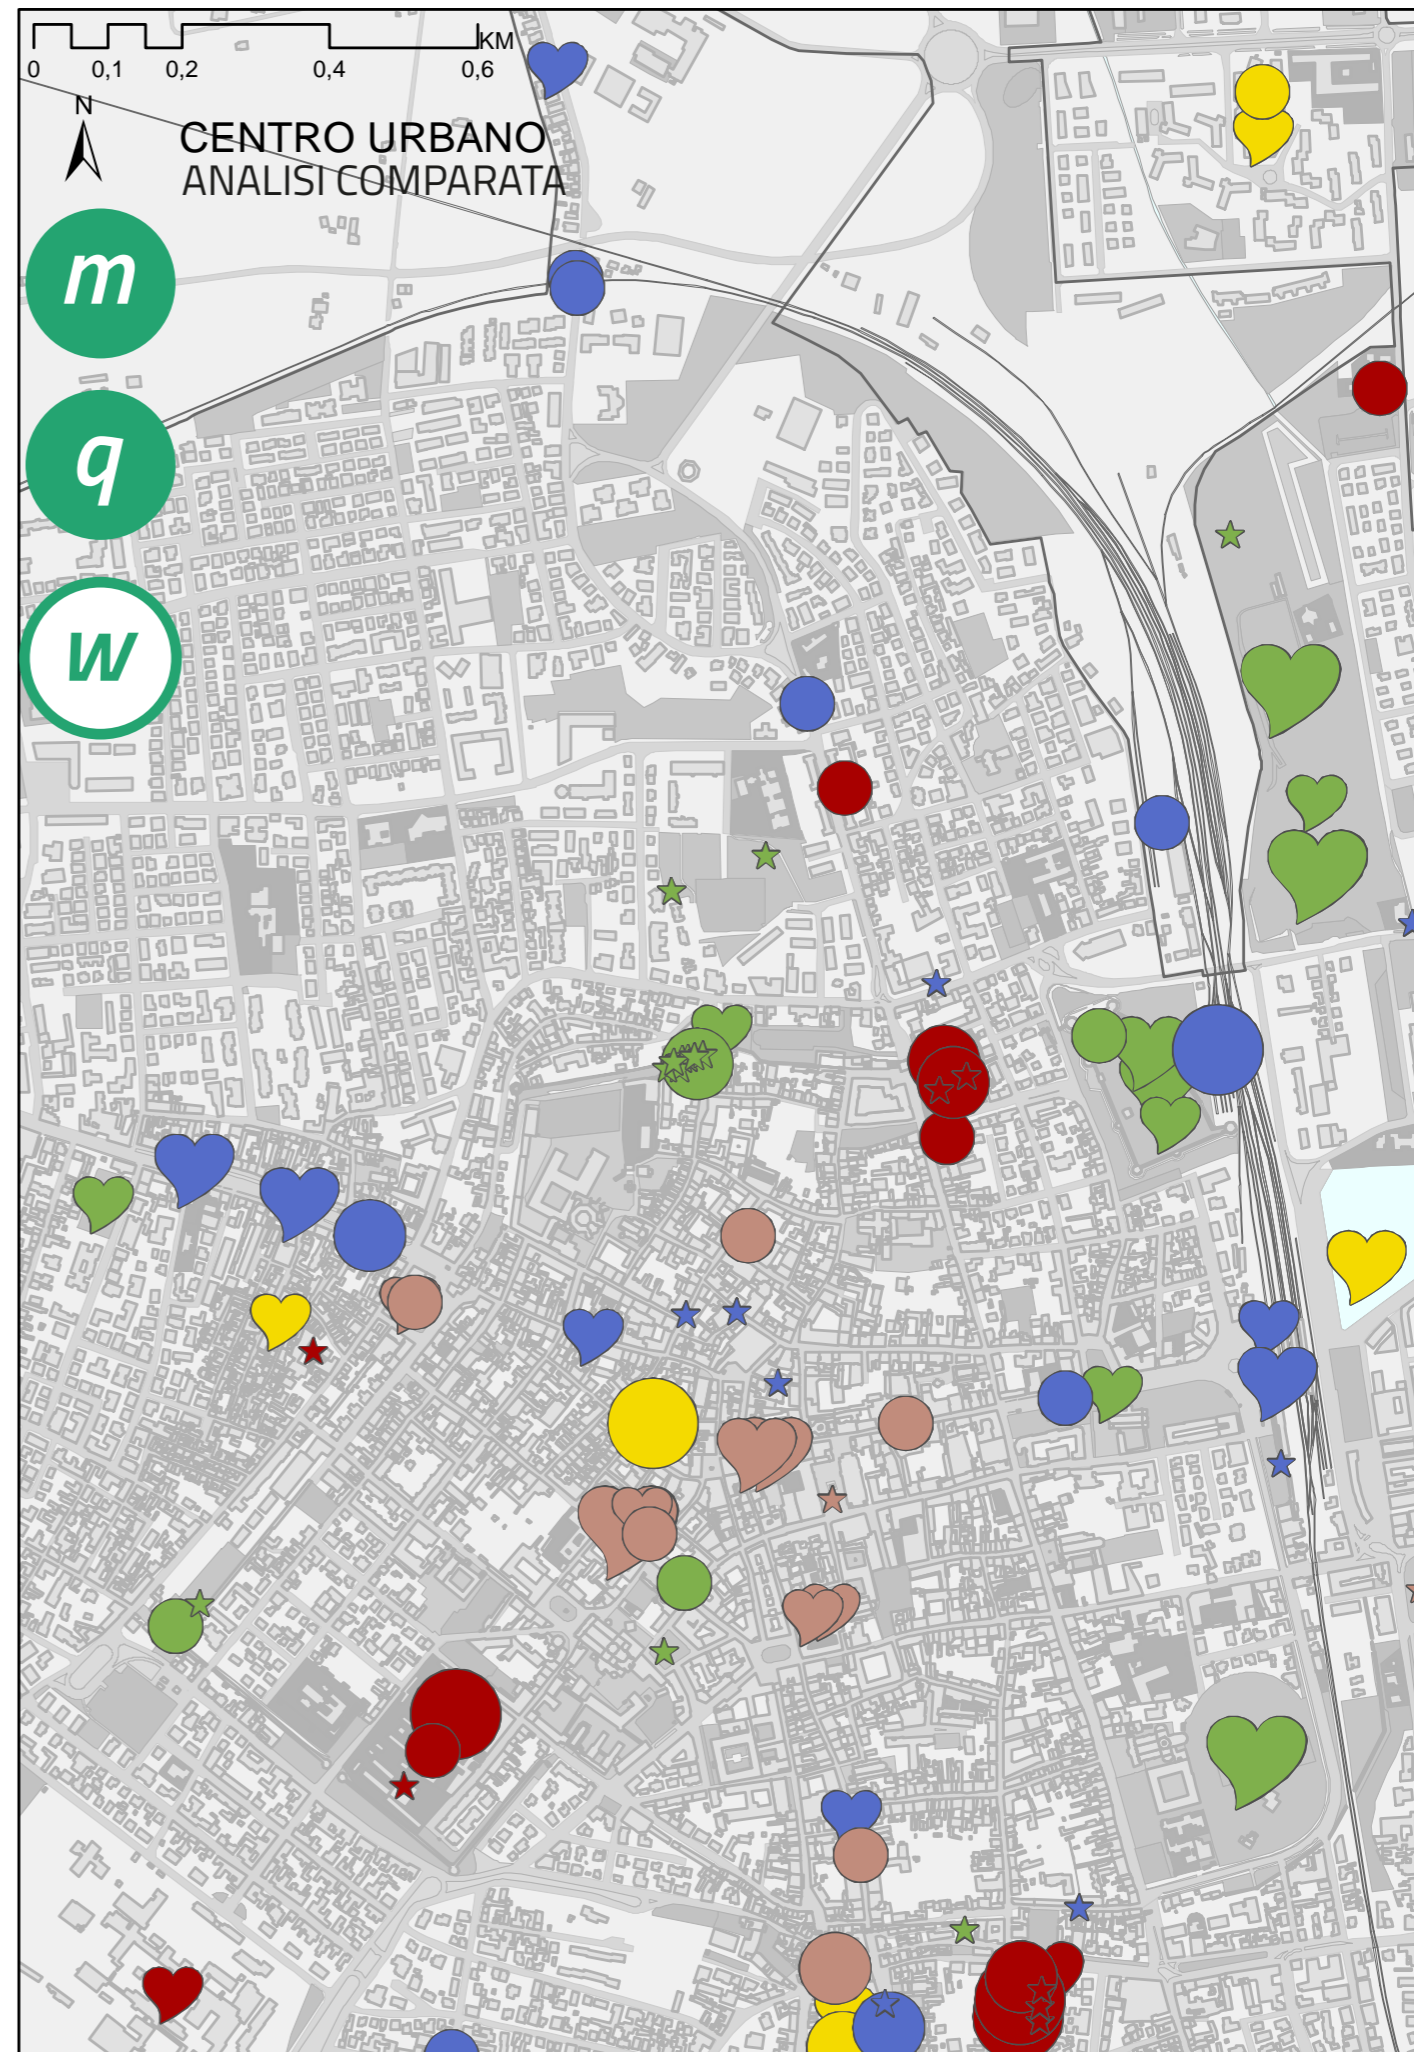 KM
0 0,1 0,2 0,4 0,6
N
CENTRO URBANO
ANALISI COMPARATA
m
q
w